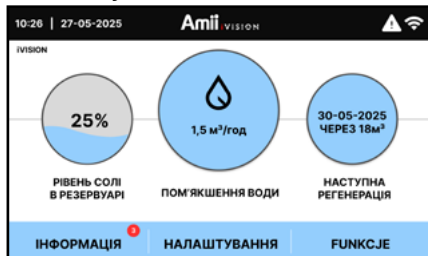 10:26 | 27-05-2025
Amii.VISION
iVISION
25%
1,5 м³/год
30-05-2025
ЧЕРЕЗ 18м³
РІВЕНЬ СОЛІ
В РЕЗЕРВУАРІ
ПОМ'ЯКШЕННЯ ВОДИ
НАСТУПНА
РЕГЕНЕРАЦІЯ
ІНФОРМАЦІЯ
3
НАЛАШТУВАННЯ
FUNKCJE